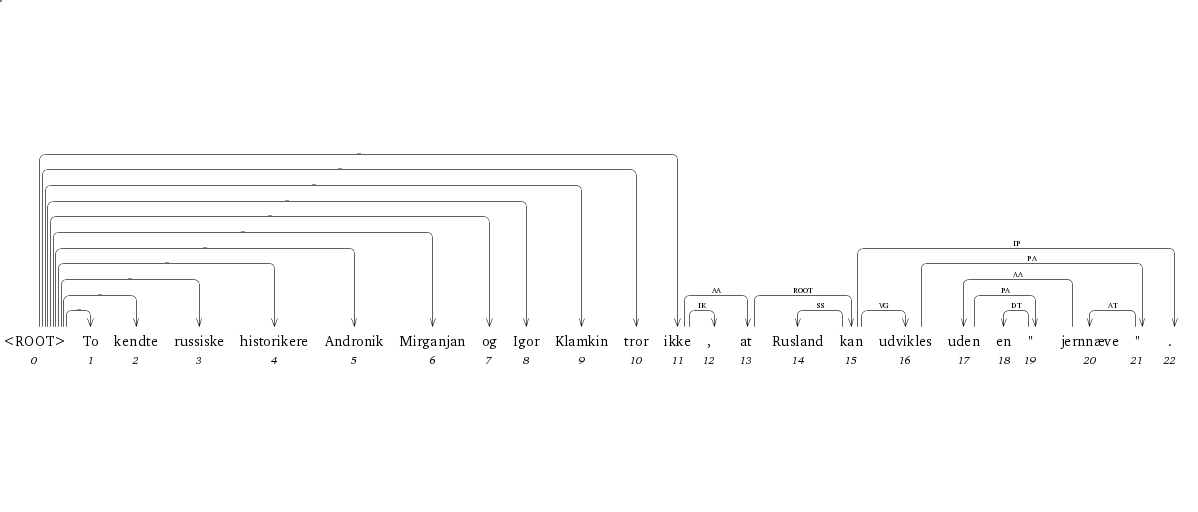 IP
PA
AA
AA ROOT PA
IK SS VG DT AT
<ROOT> To kendte russiske historikere Andronik Mirganjan og Igor Klamkin tror ikke , at Rusland kan udvikles uden en " jernnæve " .
0 1 2 3 4 5 6 7 8 9 10 11 12 13 14 15 16 17 18 19 20 21 22